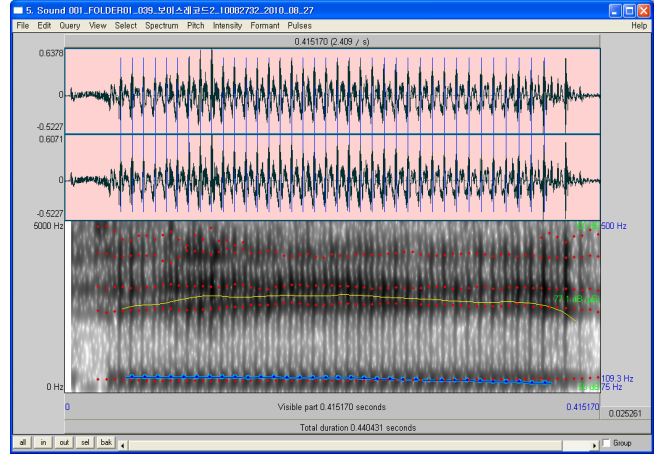 5. Sound 001_FOLDER01_039_보이스레코드2_10082732_2010_08_27
File Edit Query View Select Spectrum Pitch Intensity Formant Pulses Help
0.415170 (2.409 / s)
0.6378
0
-0.5227
0.6071
0
-0.5227
5000 Hz
500 Hz
109.3 Hz
0 Hz
75 Hz
0
Visible part 0.415170 seconds
0.415170
0.025261
Total duration 0.440431 seconds
all in out sel bak
Group